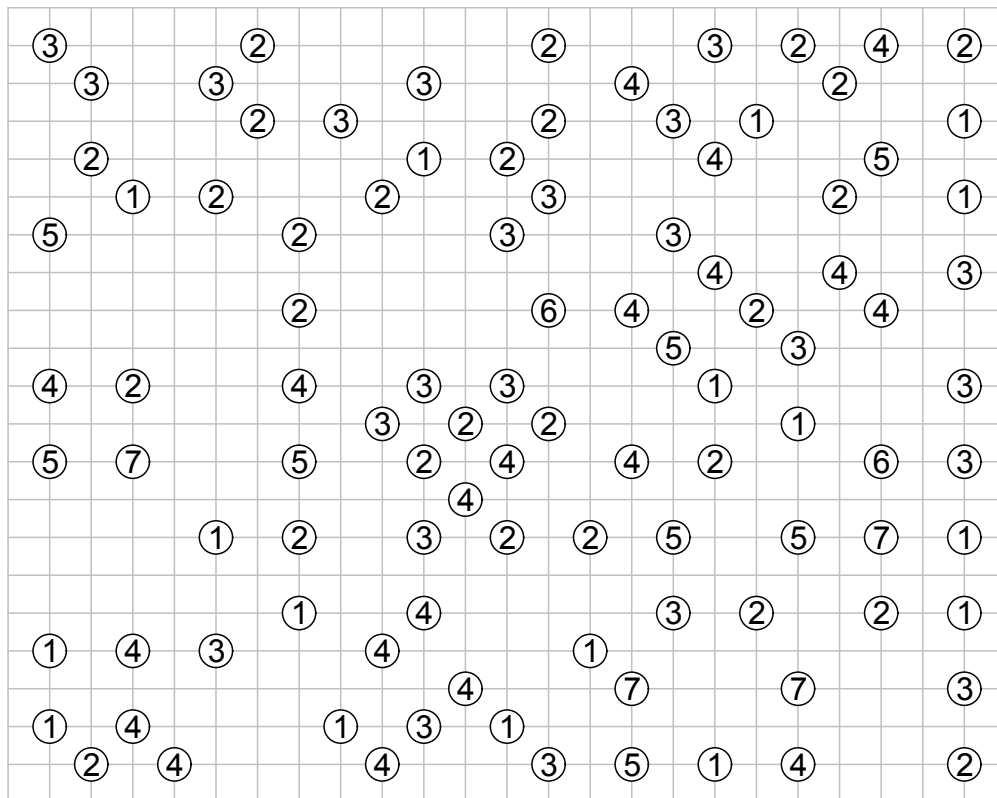 3 2 2 3 2 4 2
3 3 3 4 2
2 3 2 3 1 1
2 1 2 4 5
1 2 2 3 2 1
5 2 3 3
4 4 3
2 6 4 2 4
5 3
4 2 4 3 3 1 3
3 2 2 1
5 7 5 2 4 4 2 6 3
4
1 2 3 2 2 5 5 7 1
1 4 3 2 2 1
1 4 3 4 1
4 7 7 3
1 4 1 3 1
2 4 4 3 5 1 4 2